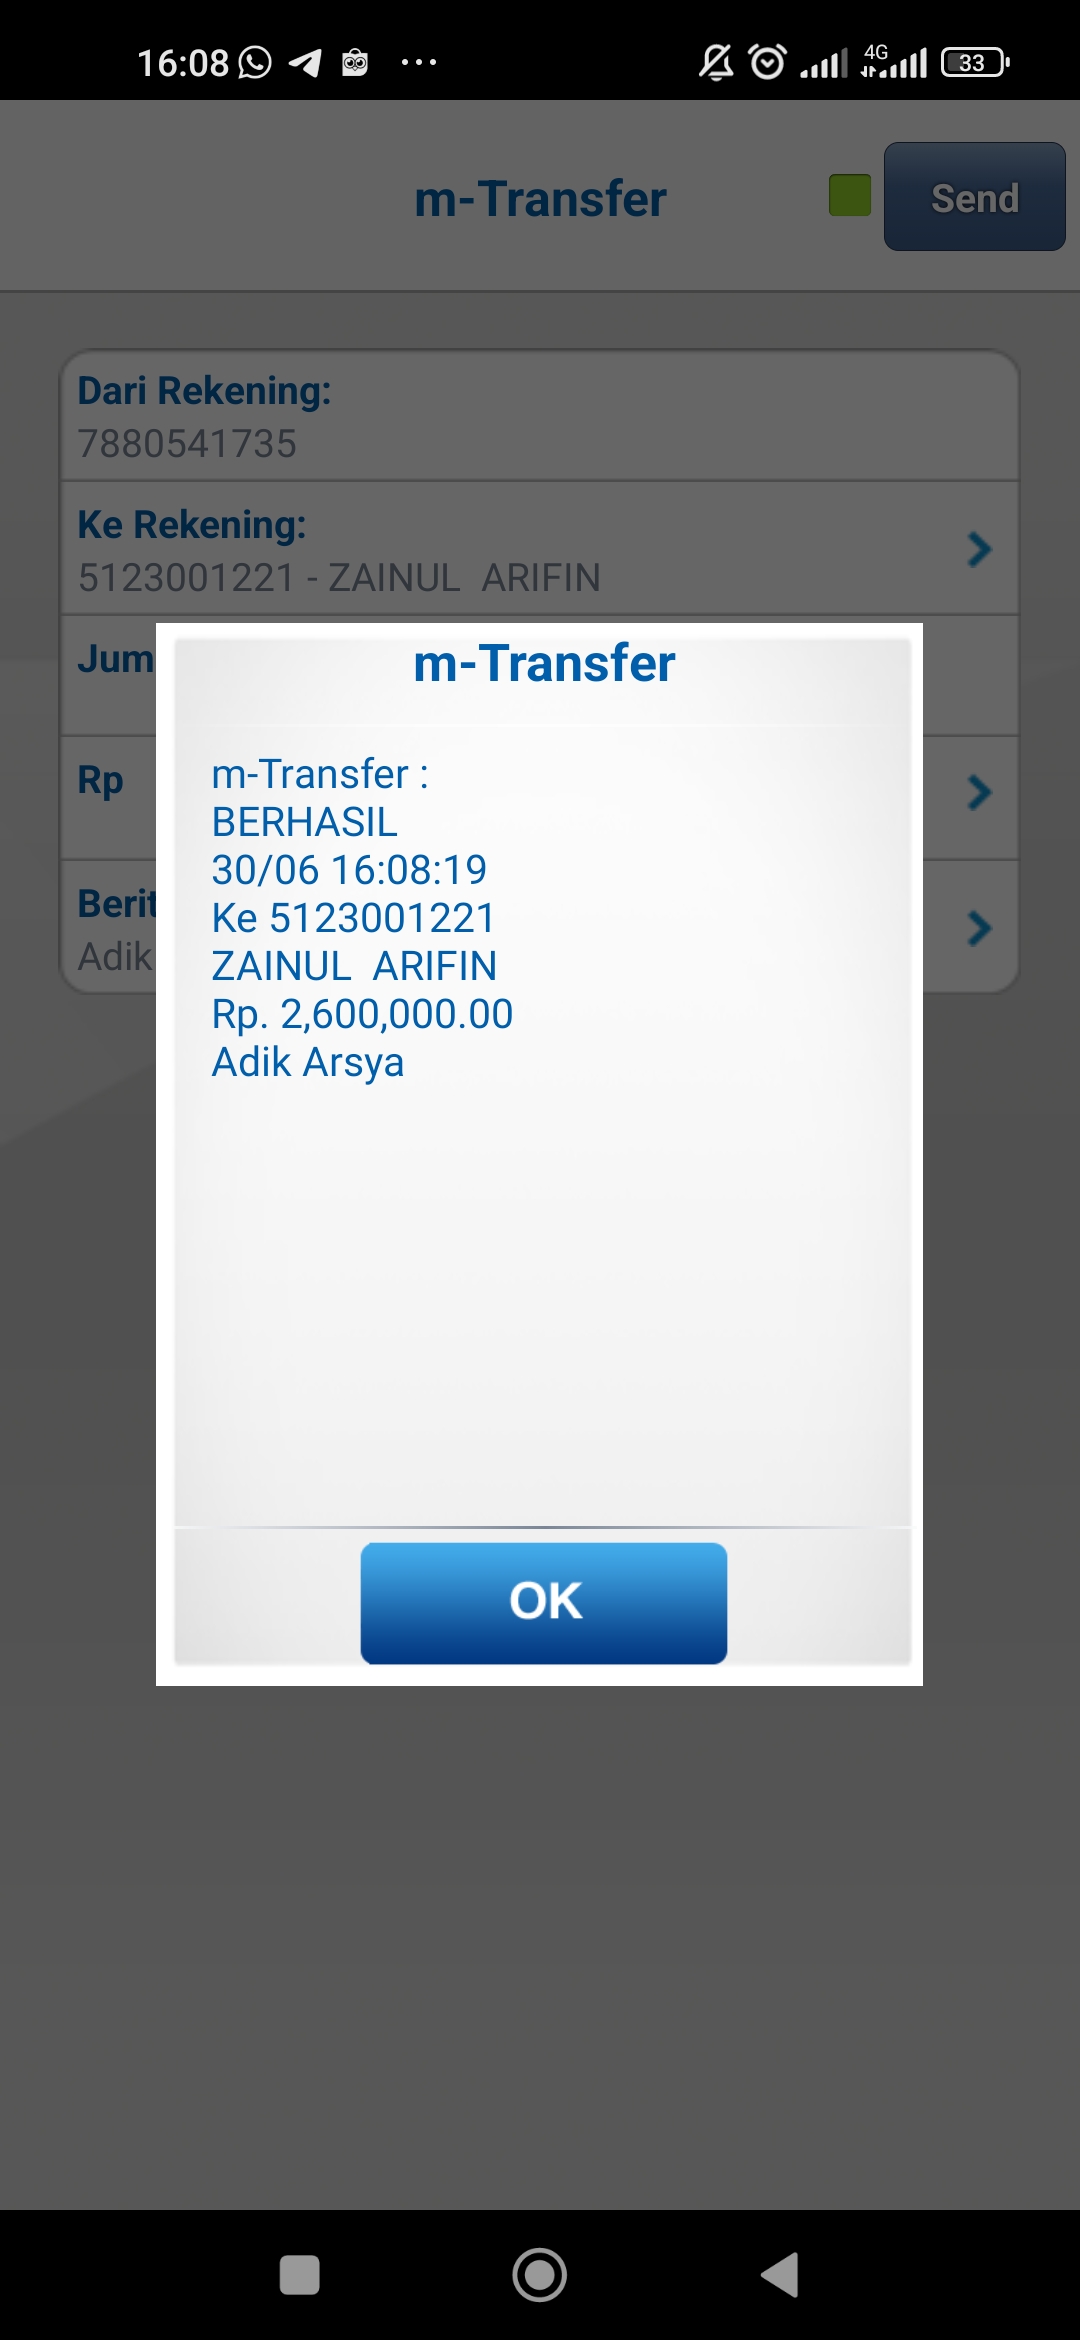 16:08
4G
33
m-Transfer
Send
Dari Rekening:
7880541735
Ke Rekening:
5123001221 - ZAINUL  ARIFIN
Jum
Rp
Berit
Adik
m-Transfer
m-Transfer :
BERHASIL
30/06 16:08:19
Ke 5123001221
ZAINUL  ARIFIN
Rp. 2,600,000.00
Adik Arsya
OK